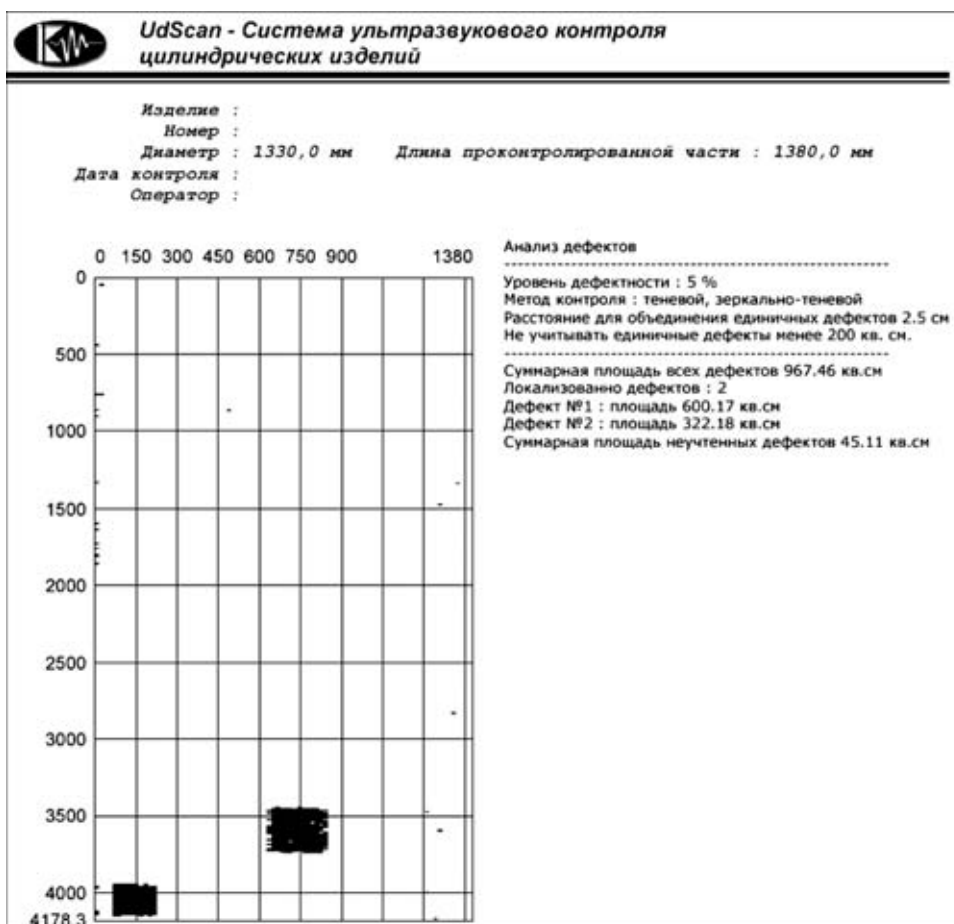 UdScan - Система ультразвукового контроля
цилиндрических изделий
Изделие :
Номер :
Диаметр : 1330,0 мм Длина проконтролированной части : 1380,0 мм
Дата контроля :
Оператор :
0 150 300 450 600 750 900 1380
0
500
1000
1500
2000
2500
3000
3500
4000
4178.3
Анализ дефектов
----------------------------------------------------------
Уровень дефектности : 5 %
Метод контроля : теневой, зеркально-теневой
Расстояние для объединения единичных дефектов 2.5 см
Не учитывать единичные дефекты менее 200 кв. см.
----------------------------------------------------------
Суммарная площадь всех дефектов 967.46 кв.см
Локализованно дефектов : 2
Дефект №1 : площадь 600.17 кв.см
Дефект №2 : площадь 322.18 кв.см
Суммарная площадь неучтенных дефектов 45.11 кв.см